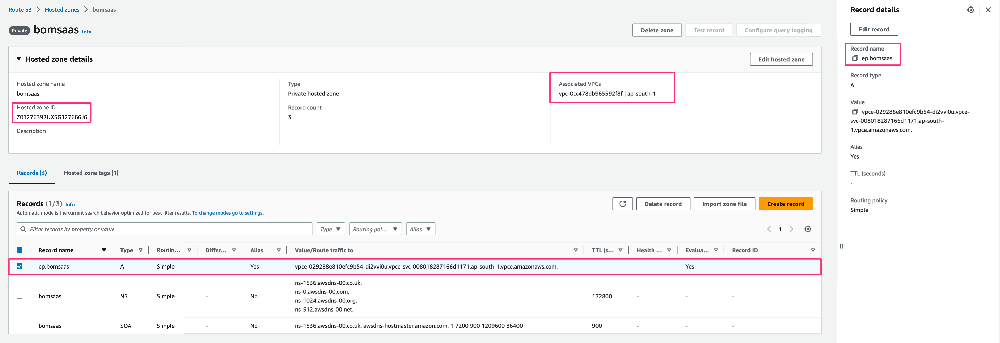 Route 53 > Hosted zones > bomsaas
Private bomsaas Info
Delete zone Test record Configure query logging
Hosted zone details
Edit hosted zone
Hosted zone name
bomsaas
Hosted zone ID
Z01276392UX5G127666J6
Description
-
Type
Private hosted zone
Record count
3
Associated VPCs
vpc-0cc478db965592f8f | ap-south-1
Records (3) Hosted zone tags (1)
Records (1/3) Info
Automatic mode is the current search behavior optimized for best filter results. To change modes go to settings.
Delete record Import zone file Create record
Filter records by property or value Type Routing pol... Alias
1
Record name Type Routin... Differ... Alias Value/Route traffic to TTL (s... Health ... Evalua... Record ID
ep.bomsaas A Simple - Yes vpce-029288e810efc9b54-di2vvi0u.vpce-svc-008018287166d1171.ap-south-1.vpce.amazonaws.com. - - Yes -
ns-1536.awsdns-00.co.uk.
ns-0.awsdns-00.com.
bomsaas NS Simple - No 172800 - - -
ns-1024.awsdns-00.org.
ns-512.awsdns-00.net.
bomsaas SOA Simple - No ns-1536.awsdns-00.co.uk. awsdns-hostmaster.amazon.com. 1 7200 900 1209600 86400 900 - - -
Record details
Edit record
Record name
ep.bomsaas
Record type
A
Value
vpce-029288e810efc9b54-di2vvi0u.vpce-
svc-008018287166d1171.ap-south-
1.vpce.amazonaws.com.
Alias
Yes
TTL (seconds)
-
Routing policy
Simple